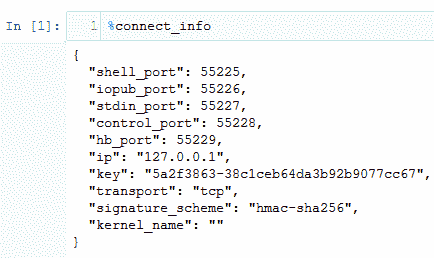 In [1]: 1 %connect_info
{
"shell_port": 55225,
"iopub_port": 55226,
"stdin_port": 55227,
"control_port": 55228,
"hb_port": 55229,
"ip": "127.0.0.1",
"key": "5a2f3863-38c1ceb64da3b92b9077cc67",
"transport": "tcp",
"signature_scheme": "hmac-sha256",
"kernel_name": ""
}